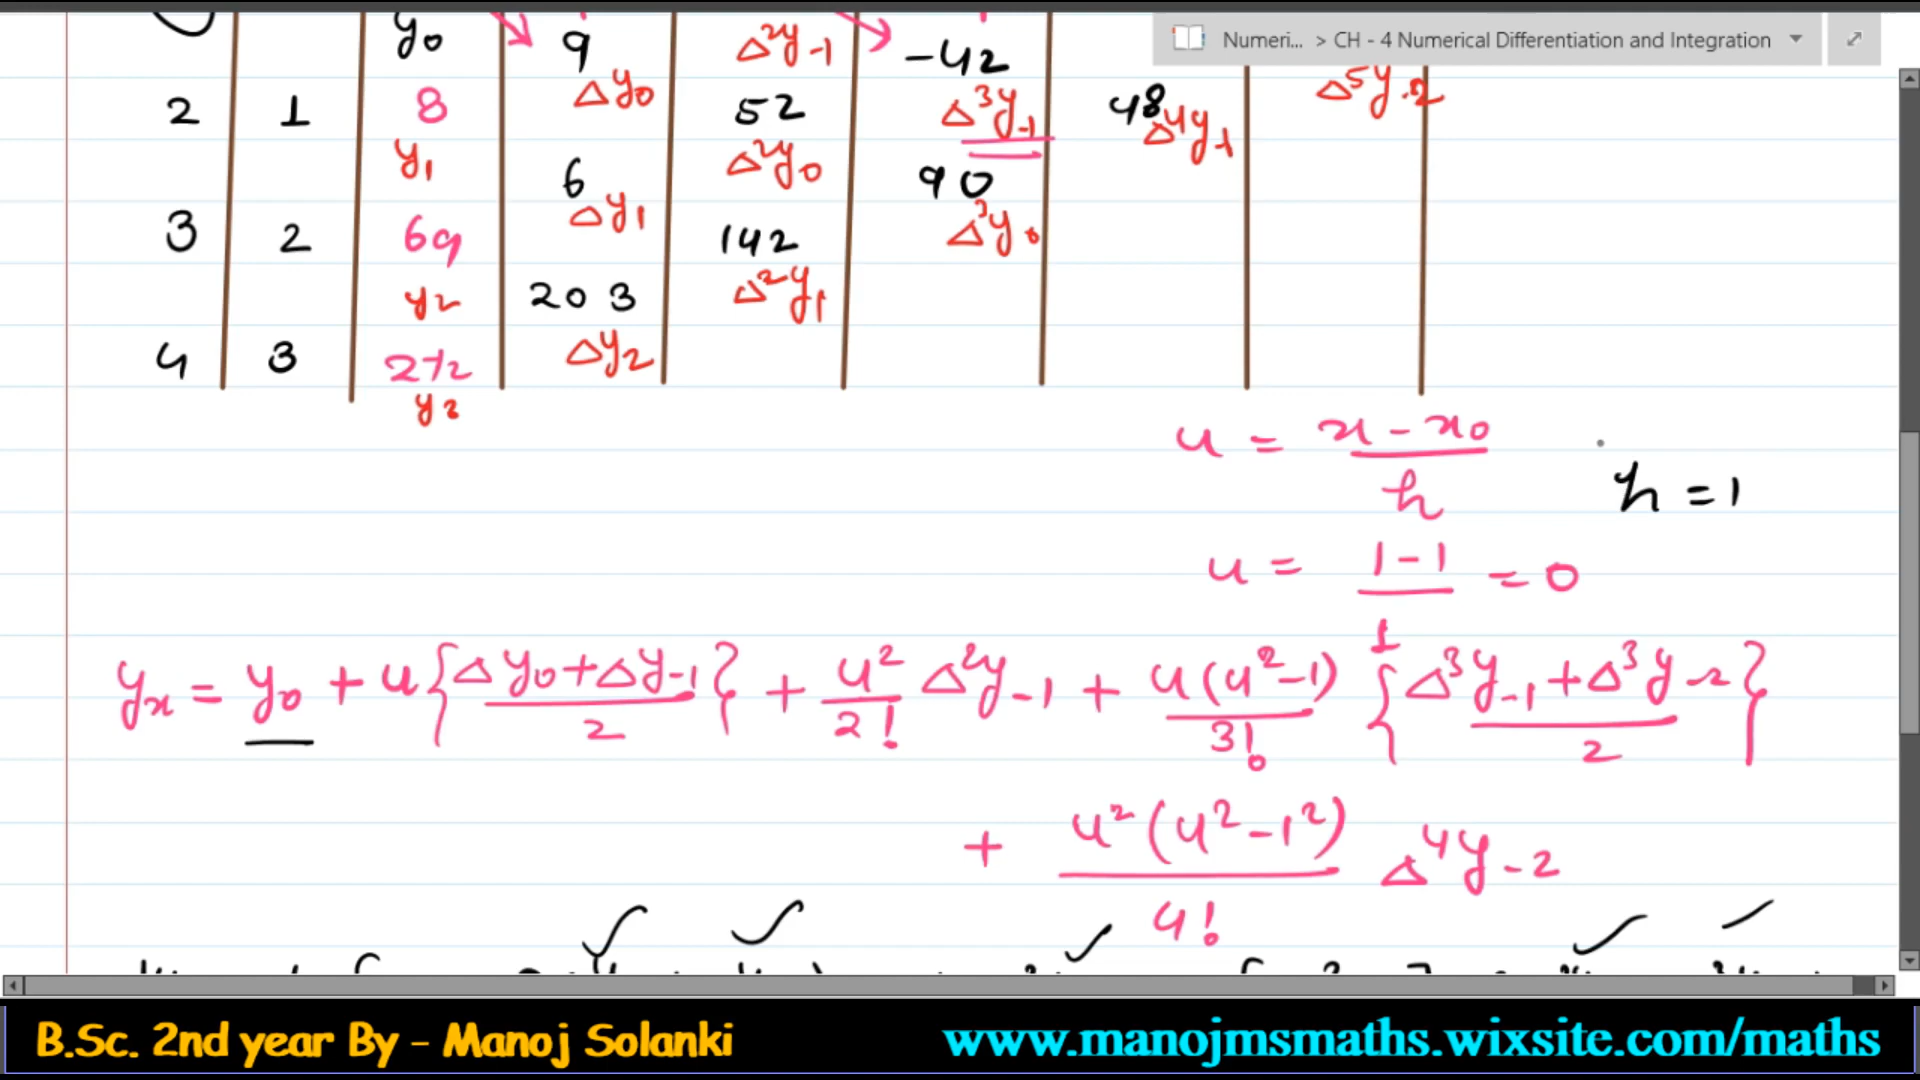 Numeri... > CH - 4 Numerical Differentiation and Integration
y₀ 9 Δ²y₋₁ -42
Δy₀ Δ⁵y₋₂
2 1 8 52 Δ³y₋₁ 48
y₁ Δ²y₀ Δ⁴y₋₁
6 90
3 2 69 Δy₁ 142 Δ³y₀
y₂ 203 Δ²y₁
4 3 272 Δy₂
y₃
u = (x - x₀)/h
h = 1
u = (1-1)/1 = 0
yₓ = y₀ + u{(Δy₀+Δy₋₁)/2} + u²/2! Δ²y₋₁ + u(u²-1)/3! {(Δ³y₋₁+Δ³y₋₂)/2}
+ u²(u²-1²)/4! Δ⁴y₋₂
B.Sc. 2nd year By - Manoj Solanki
www.manojmsmaths.wixsite.com/maths